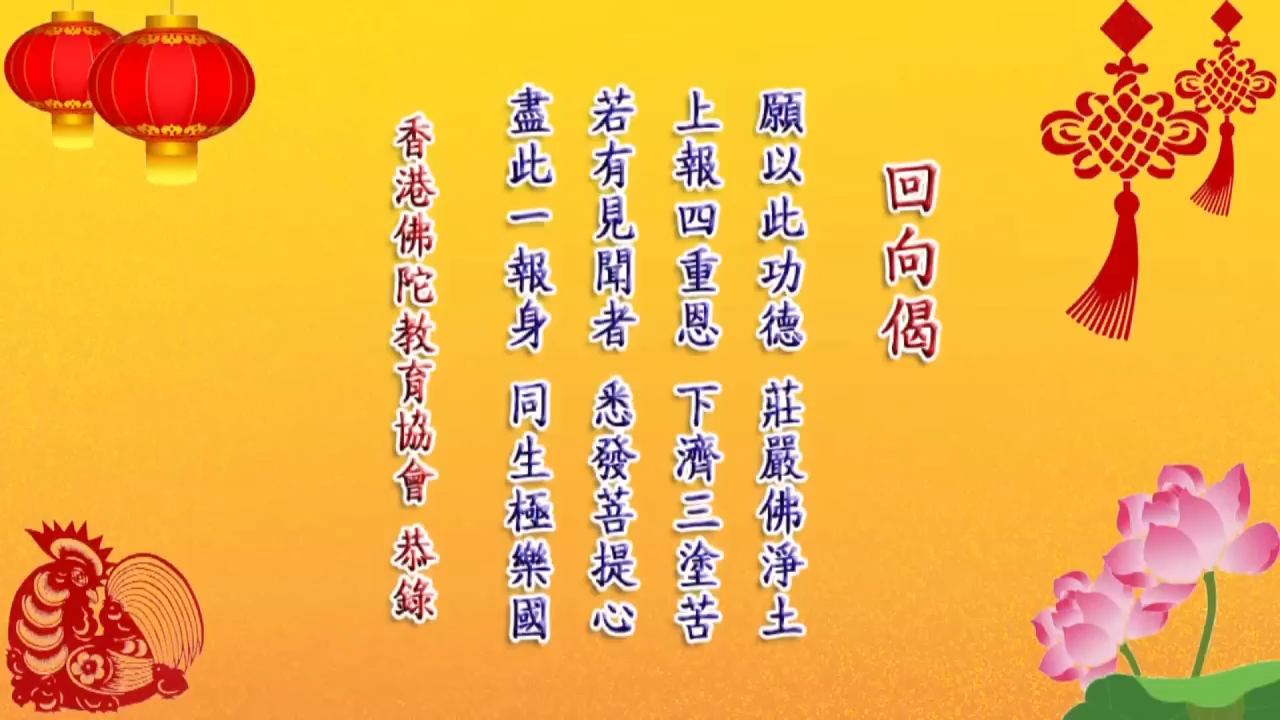 回向偈
願以此功德 莊嚴佛淨土
上報四重恩 下濟三塗苦
若有見聞者 悉發菩提心
盡此一報身 同生極樂國
香港佛陀教育協會 恭錄